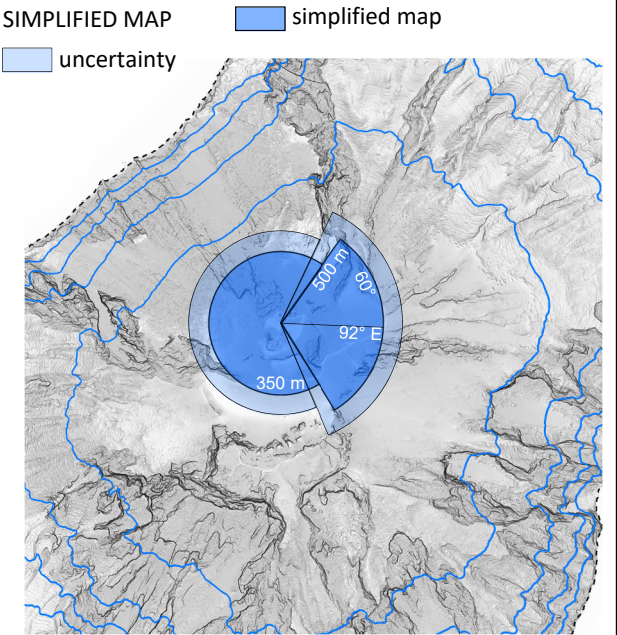 SIMPLIFIED MAP
simplified map
uncertainty
500 m
60°
92° E
350 m